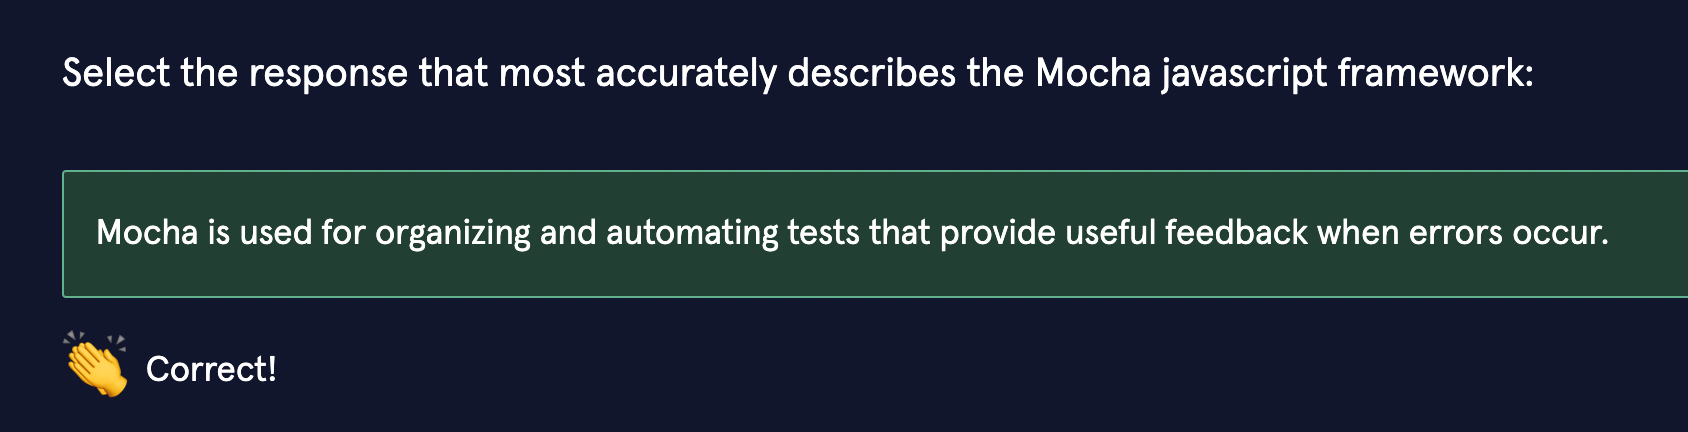 Select the response that most accurately describes the Mocha javascript framework:
Mocha is used for organizing and automating tests that provide useful feedback when errors occur.
Correct!